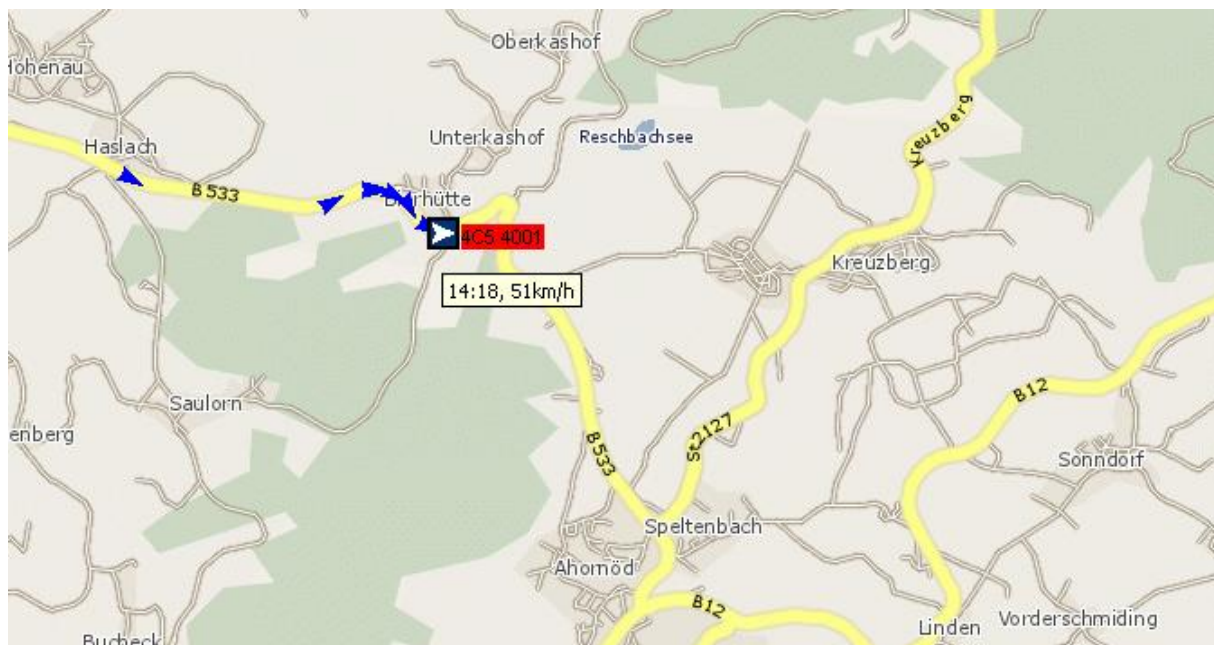 Oberkashof
Hohenau
Unterkashof
Reschbachsee
Kreuzberg
Haslach
B 533
4C5 4001
Kreuzberg
14:18, 51km/h
B12
Saulorn
enberg
B533
St2127
Sonndorf
Speltenbach
Ahornöd
B12
Linden
Vorderschmiding
Bucheck